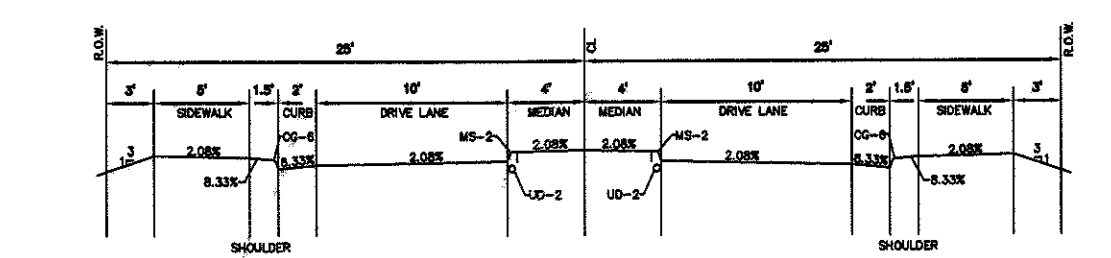 R.O.W. CL R.O.W.
25' 25'
3' 5' 1.5' 2' 10' 4' 4' 10' 2' 1.5' 5' 3'
SIDEWALK CURB DRIVE LANE MEDIAN MEDIAN DRIVE LANE CURB SIDEWALK
CG-6 MS-2 MS-2 CG-6
3 2.08% 2.08% 2.08% 2.08% 2.08% 2.08% 3
1 8.33% 8.33% 1
8.33% UD-2 UD-2 8.33%
SHOULDER SHOULDER